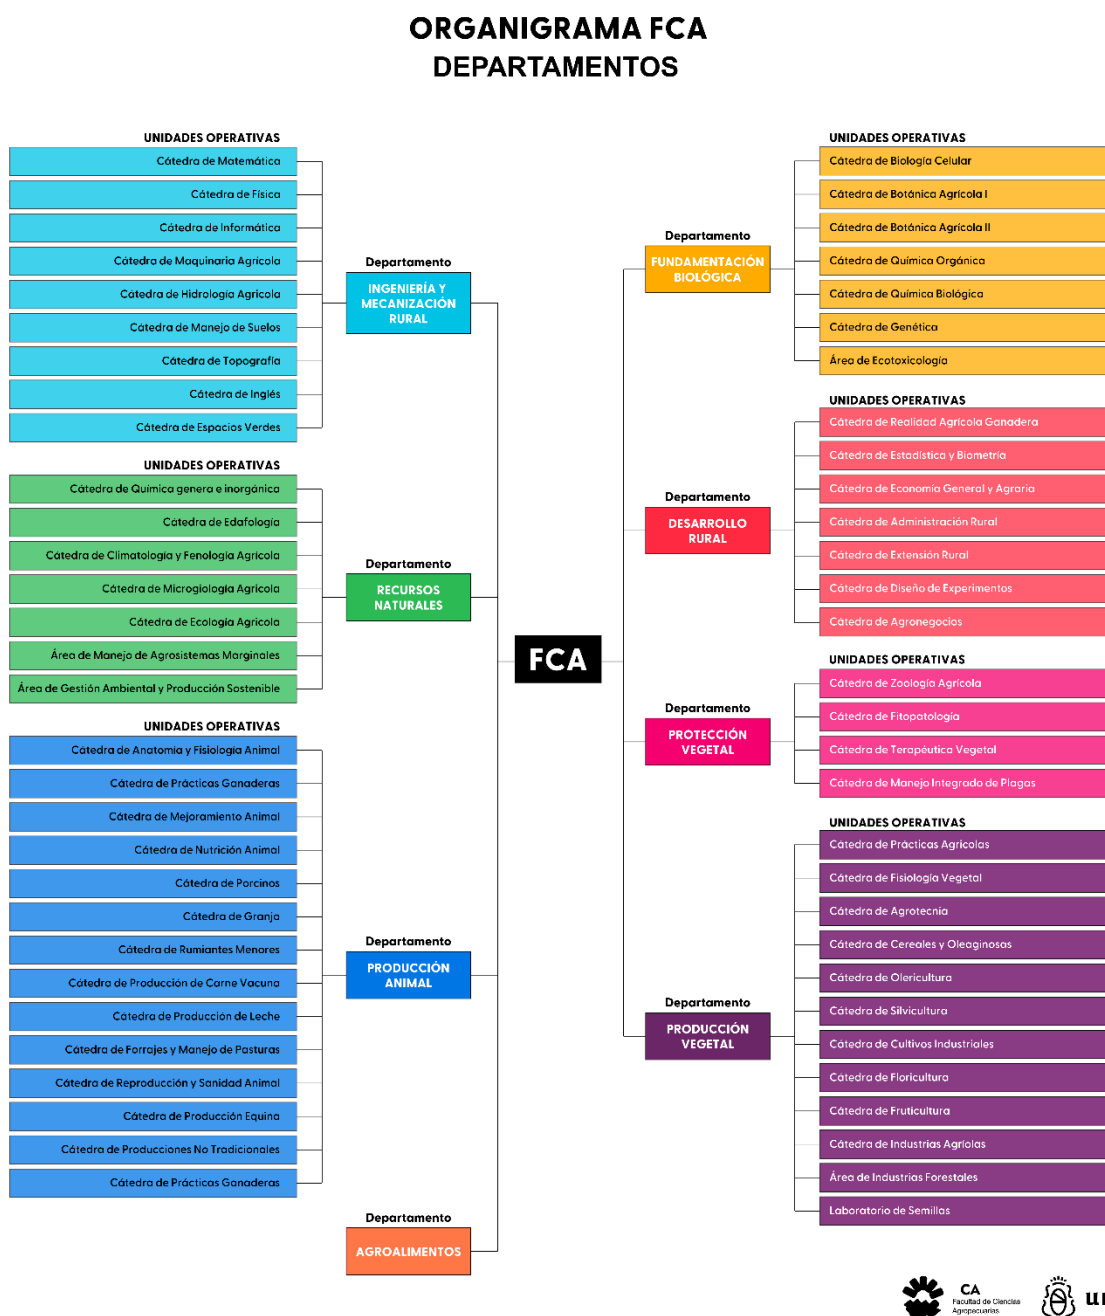 ORGANIGRAMA FCA
DEPARTAMENTOS
UNIDADES OPERATIVAS
Cátedra de Matemática
Cátedra de Física
Cátedra de Informática
Cátedra de Maquinaria Agrícola
Cátedra de Hidrología Agricola
Cátedra de Manejo de Suelos
Cátedra de Topografía
Cátedra de Inglés
Cátedra de Espacios Verdes
Departamento
INGENIERÍA Y
MECANIZACIÓN
RURAL
UNIDADES OPERATIVAS
Cátedra de Química genera e inorgánica
Cátedra de Edafología
Cátedra de Climatología y Fenología Agrícola
Cátedra de Microgiología Agricola
Cátedra de Ecología Agricola
Área de Manejo de Agrosistemas Marginales
Área de Gestión Ambiental y Producción Sostenible
Departamento
RECURSOS
NATURALES
UNIDADES OPERATIVAS
Cátedra de Anatomía y Fisiología Animal
Cátedra de Prácticas Ganaderas
Cátedra de Mejoramiento Animal
Cátedra de Nutrición Animal
Cátedra de Porcinos
Cátedra de Granja
Cátedra de Rumiantes Menores
Cátedra de Producción de Carne Vacuna
Cátedra de Producción de Leche
Cátedra de Forrajes y Manejo de Pasturas
Cátedra de Reproducción y Sanidad Animal
Cátedra de Producción Equina
Cátedra de Producciones No Tradicionales
Cátedra de Prácticas Ganaderas
Departamento
PRODUCCIÓN
ANIMAL
Departamento
AGROALIMENTOS
FCA
Departamento
FUNDAMENTACIÓN
BIOLÓGICA
UNIDADES OPERATIVAS
Cátedra de Biología Celular
Cátedra de Botánica Agrícola I
Cátedra de Botánica Agrícola II
Cátedra de Química Orgánica
Cátedra de Química Biológica
Cátedra de Genética
Área de Ecotoxicología
Departamento
DESARROLLO
RURAL
UNIDADES OPERATIVAS
Cátedra de Realidad Agrícola Ganadera
Cátedra de Estadística y Biometría
Cátedra de Economía General y Agraria
Cátedra de Administración Rural
Cátedra de Extensión Rural
Cátedra de Diseño de Experimentos
Cátedra de Agronegocios
Departamento
PROTECCIÓN
VEGETAL
UNIDADES OPERATIVAS
Cátedra de Zoología Agrícola
Cátedra de Fitopatología
Cátedra de Terapéutica Vegetal
Cátedra de Manejo Integrado de Plagas
Departamento
PRODUCCIÓN
VEGETAL
UNIDADES OPERATIVAS
Cátedra de Prácticas Agrícolas
Cátedra de Fisiología Vegetal
Cátedra de Agrotecnia
Cátedra de Cereales y Oleaginosas
Cátedra de Olericultura
Cátedra de Silvicultura
Cátedra de Cultivos Industriales
Cátedra de Floricultura
Cátedra de Fruticultura
Cátedra de Industrias Agríolas
Área de Industrias Forestales
Laboratorio de Semillas
CA
Facultad de Ciencias
Agropecuarias